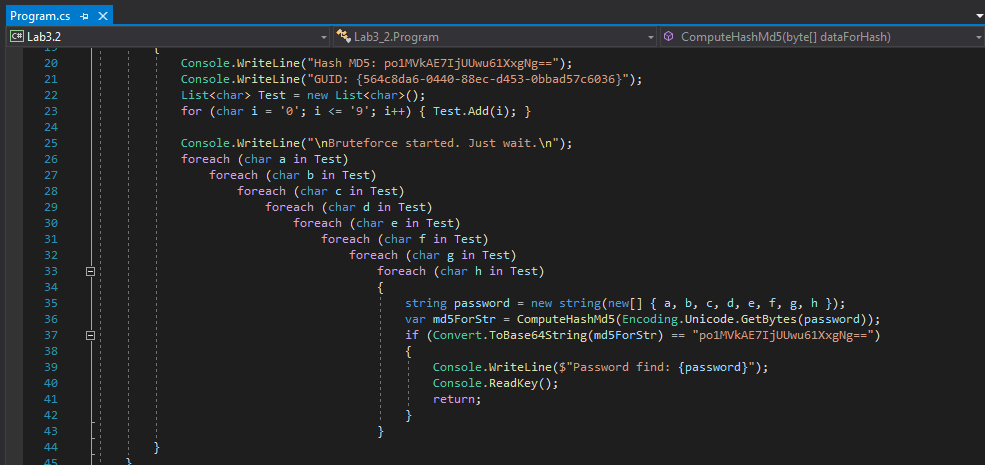 Program.cs
C# Lab3.2 Lab3_2.Program ComputeHashMd5(byte[] dataForHash)
19 {
20 Console.WriteLine("Hash MD5: po1MVkAE7IjUUwu61XxgNg==");
21 Console.WriteLine("GUID: {564c8da6-0440-88ec-d453-0bbad57c6036}");
22 List<char> Test = new List<char>();
23 for (char i = '0'; i <= '9'; i++) { Test.Add(i); }
24
25 Console.WriteLine("\nBruteforce started. Just wait.\n");
26 foreach (char a in Test)
27 foreach (char b in Test)
28 foreach (char c in Test)
29 foreach (char d in Test)
30 foreach (char e in Test)
31 foreach (char f in Test)
32 foreach (char g in Test)
33 foreach (char h in Test)
34 {
35 string password = new string(new[] { a, b, c, d, e, f, g, h });
36 var md5ForStr = ComputeHashMd5(Encoding.Unicode.GetBytes(password));
37 if (Convert.ToBase64String(md5ForStr) == "po1MVkAE7IjUUwu61XxgNg==")
38 {
39 Console.WriteLine($"Password find: {password}");
40 Console.ReadKey();
41 return;
42 }
43 }
44 }
45 }